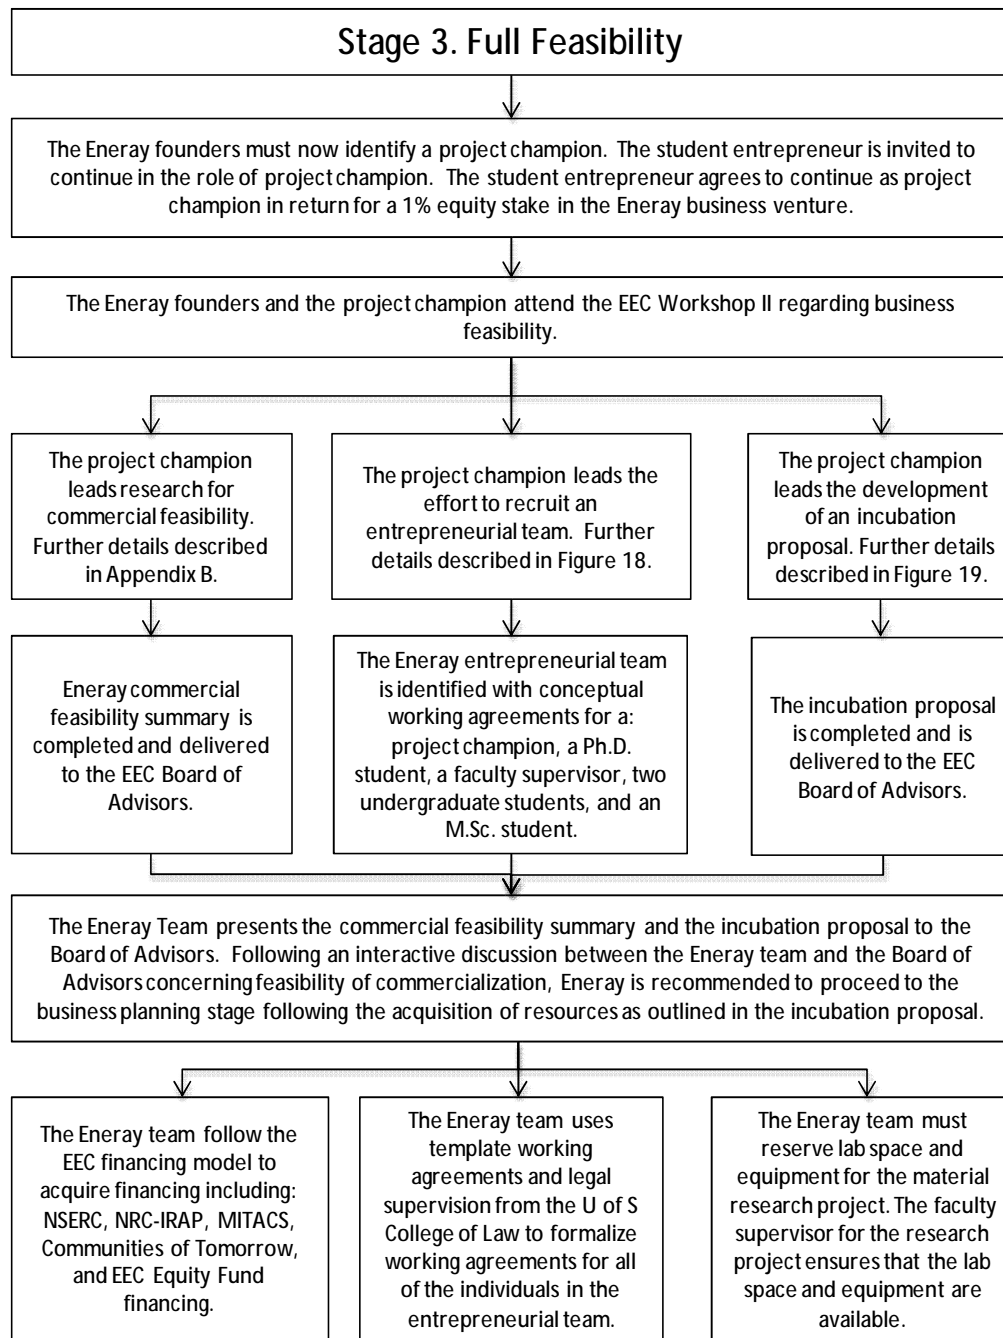 Stage 3. Full Feasibility
The Eneray founders must now identify a project champion. The student entrepreneur is invited to
continue in the role of project champion. The student entrepreneur agrees to continue as project
champion in return for a 1% equity stake in the Eneray business venture.
The Eneray founders and the project champion attend the EEC Workshop II regarding business
feasibility.
The project champion
leads research for
commercial feasibility.
Further details described
in Appendix B.
The project champion leads the
effort to recruit an
entrepreneurial team. Further
details described in Figure 18.
The project champion
leads the development
of an incubation
proposal. Further details
described in Figure 19.
Eneray commercial
feasibility summary is
completed and delivered
to the EEC Board of
Advisors.
The Eneray entrepreneurial team
is identified with conceptual
working agreements for a:
project champion, a Ph.D.
student, a faculty supervisor, two
undergraduate students, and an
M.Sc. student.
The incubation proposal
is completed and is
delivered to the EEC
Board of Advisors.
The Eneray Team presents the commercial feasibility summary and the incubation proposal to the
Board of Advisors. Following an interactive discussion between the Eneray team and the Board of
Advisors concerning feasibility of commercialization, Eneray is recommended to proceed to the
business planning stage following the acquisition of resources as outlined in the incubation proposal.
The Eneray team follow the
EEC financing model to
acquire financing including:
NSERC, NRC-IRAP, MITACS,
Communities of Tomorrow,
and EEC Equity Fund
financing.
The Eneray team uses
template working
agreements and legal
supervision from the U of S
College of Law to formalize
working agreements for all
of the individuals in the
entrepreneurial team.
The Eneray team must
reserve lab space and
equipment for the material
research project. The faculty
supervisor for the research
project ensures that the lab
space and equipment are
available.